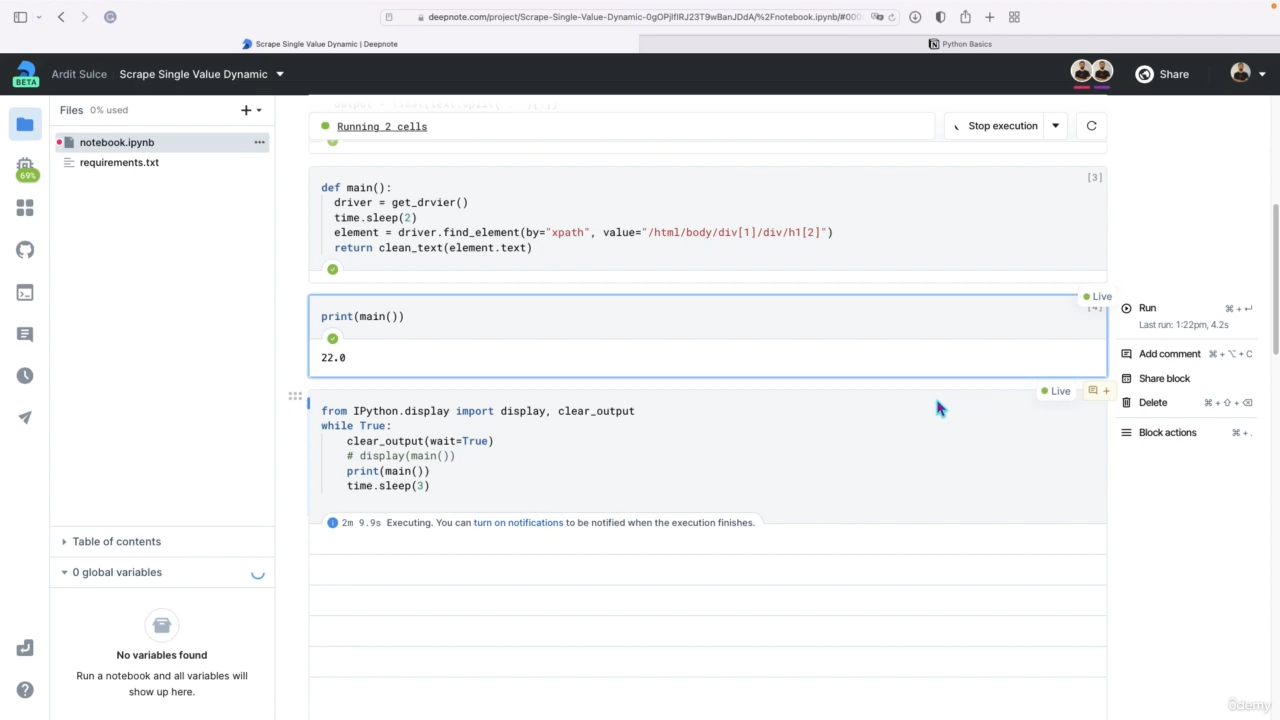 deepnote.com/project/Scrape-Single-Value-Dynamic-0gOPjlflRJ23T9wBanJDdA/%2Fnotebook.ipynb/#000
Scrape Single Value Dynamic | Deepnote
Python Basics
BETA
Ardit Sulce
Scrape Single Value Dynamic
Share
Files 0% used
Running 2 cells
Stop execution
notebook.ipynb
requirements.txt
69%
[3]
def main():
driver = get_drvier()
time.sleep(2)
element = driver.find_element(by="xpath", value="/html/body/div[1]/div/h1[2]")
return clean_text(element.text)
Live
[4]
print(main())
22.0
Run ⌘ + ↵
Last run: 1:22pm, 4.2s
Add comment ⌘ + ⌥ + C
Share block
Delete ⌘ + ⇧ + ⌫
Block actions ⌘ + .
Live
from IPython.display import display, clear_output
while True:
clear_output(wait=True)
# display(main())
print(main())
time.sleep(3)
2m 9.9s Executing. You can turn on notifications to be notified when the execution finishes.
Table of contents
0 global variables
No variables found
Run a notebook and all variables will
show up here.
ûdemy